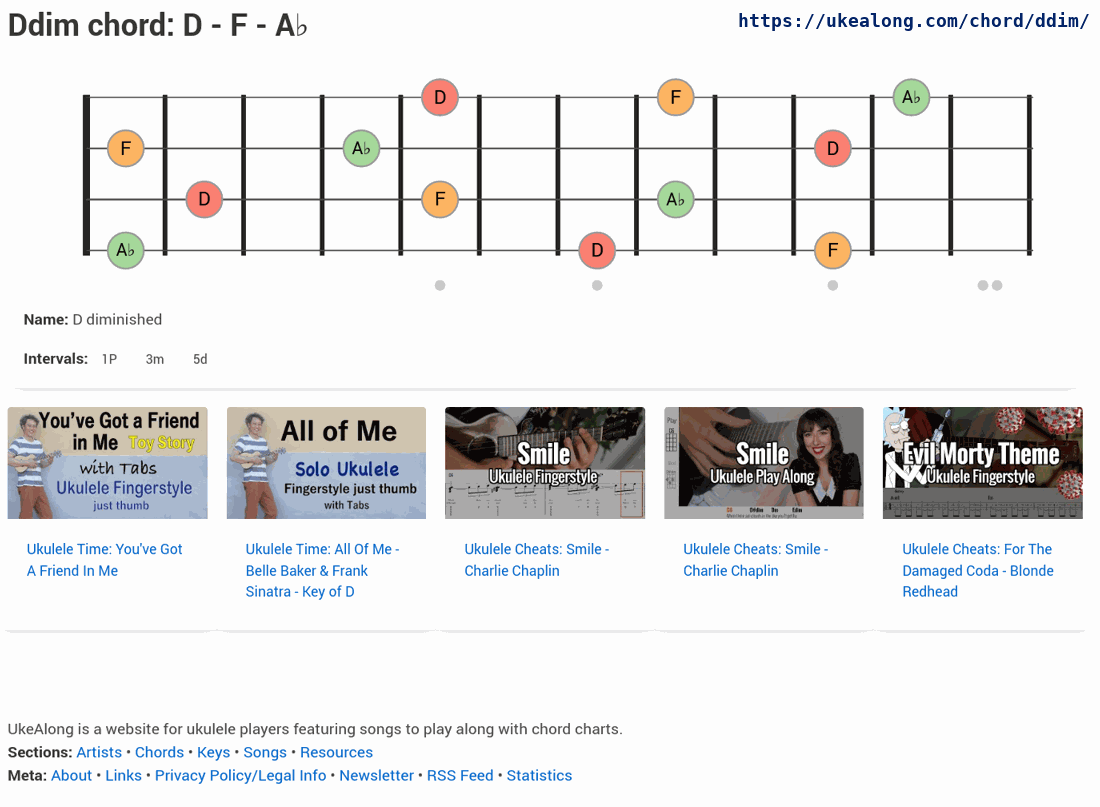 Ddim chord: D - F - A♭
https://ukealong.com/chord/ddim/
D F A♭
F A♭ D
D F A♭
A♭ D F
Name: D diminished
Intervals: 1P 3m 5d
You've Got a Friend
in Me Toy Story
with Tabs
Ukulele Fingerstyle
just thumb
All of Me
Solo Ukulele
Fingerstyle just thumb
with Tabs
Smile
Ukulele Fingerstyle
Smile
Ukulele Play Along
Evil Morty Theme
Ukulele Fingerstyle
Ukulele Time: You've Got
A Friend In Me
Ukulele Time: All Of Me -
Belle Baker & Frank
Sinatra - Key of D
Ukulele Cheats: Smile -
Charlie Chaplin
Ukulele Cheats: Smile -
Charlie Chaplin
Ukulele Cheats: For The
Damaged Coda - Blonde
Redhead
UkeAlong is a website for ukulele players featuring songs to play along with chord charts.
Sections: Artists • Chords • Keys • Songs • Resources
Meta: About • Links • Privacy Policy/Legal Info • Newsletter • RSS Feed • Statistics